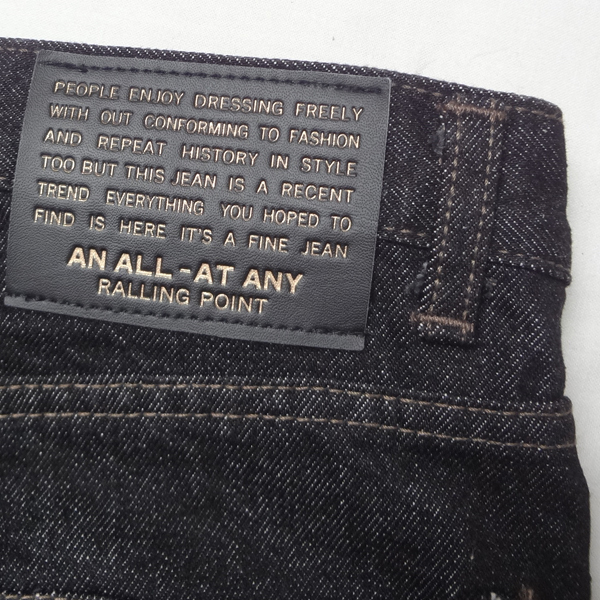 PEOPLE ENJOY DRESSING FREELY
WITH OUT CONFORMING TO FASHION
AND REPEAT HISTORY IN STYLE
TOO BUT THIS JEAN IS A RECENT
TREND EVERYTHING YOU HOPED TO
FIND IS HERE IT'S A FINE JEAN
AN ALL-AT ANY
RALLING POINT